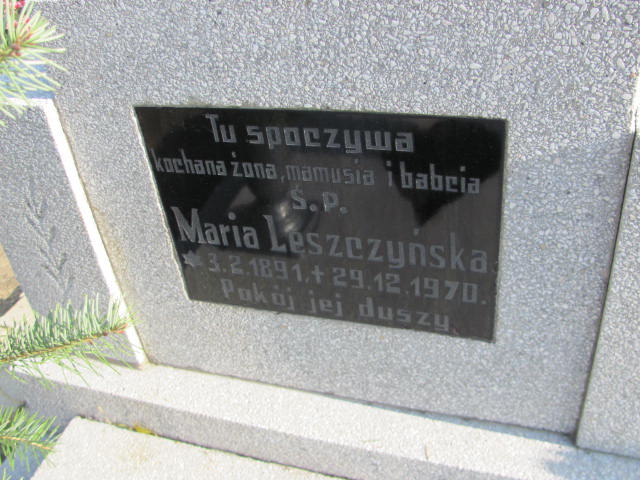 Tu spoczywa
kochana żona, mamusia i babcia
Ś.P.
Maria Leszczyńska
* 3.2.1891. + 29.12.1970.
Pokój jej duszy